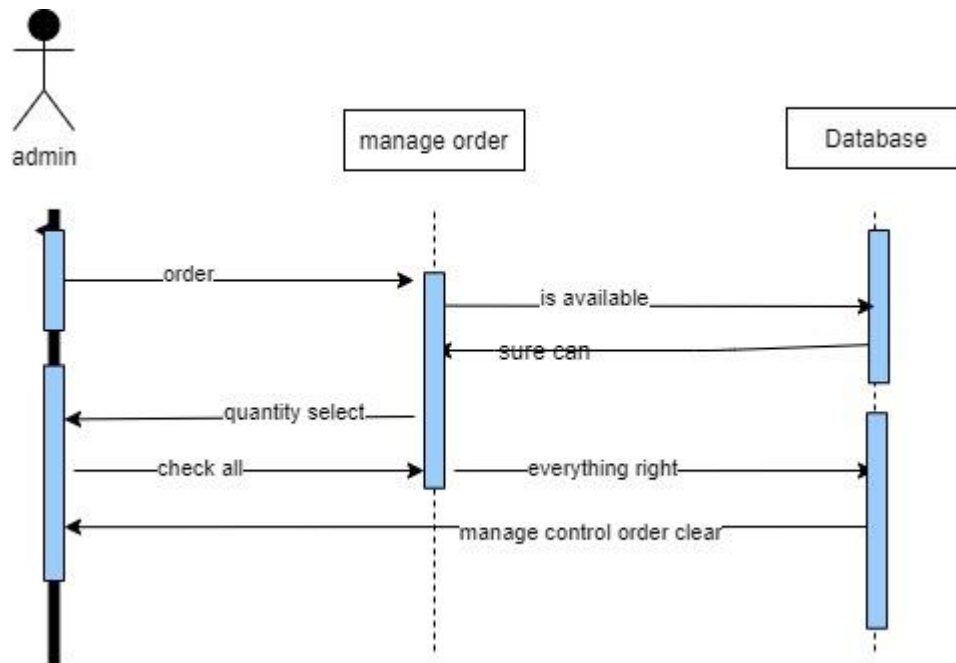 admin
manage order
Database
order
is available
sure can
quantity select
check all
everything right
manage control order clear